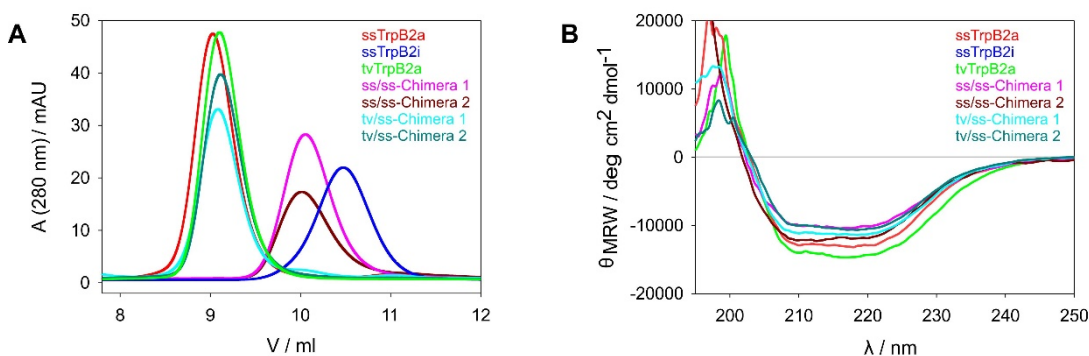 A
A (280 nm) / mAU
50
40
30
20
10
0
8
9
10
11
12
V / ml
ssTrpB2a
ssTrpB2i
tvTrpB2a
ss/ss-Chimera 1
ss/ss-Chimera 2
tv/ss-Chimera 1
tv/ss-Chimera 2
B
θMRW / deg cm² dmol⁻¹
20000
10000
0
-10000
-20000
200
210
220
230
240
250
λ / nm
ssTrpB2a
ssTrpB2i
tvTrpB2a
ss/ss-Chimera 1
ss/ss-Chimera 2
tv/ss-Chimera 1
tv/ss-Chimera 2